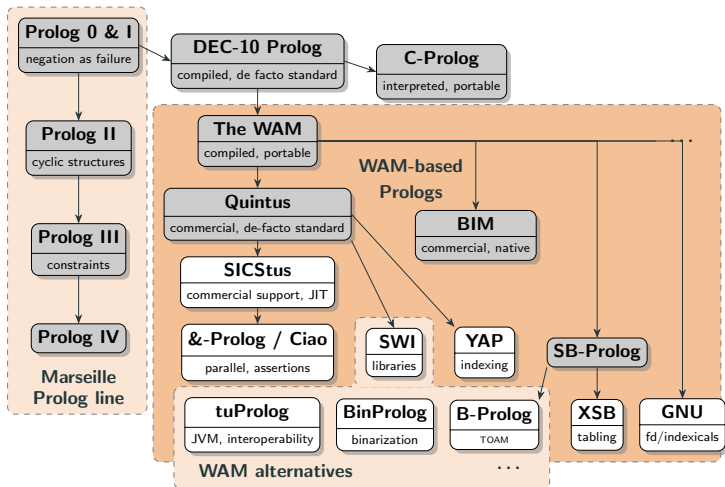 Prolog 0 & I
negation as failure
DEC-10 Prolog
compiled, de facto standard
C-Prolog
interpreted, portable
Prolog II
cyclic structures
The WAM
compiled, portable
...
WAM-based
Prologs
Quintus
commercial, de-facto standard
BIM
commercial, native
Prolog III
constraints
SICStus
commercial support, JIT
Prolog IV
&-Prolog / Ciao
parallel, assertions
SWI
libraries
YAP
indexing
SB-Prolog
Marseille
Prolog line
tuProlog
JVM, interoperability
BinProlog
binarization
B-Prolog
TOAM
XSB
tabling
GNU
fd/indexicals
WAM alternatives
...